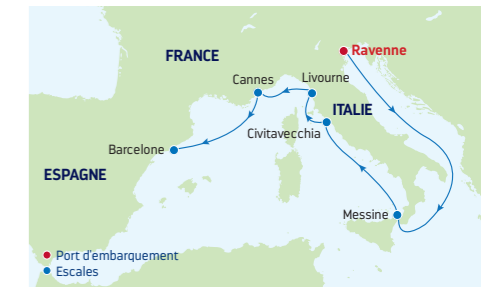 Ravenne
FRANCE
Cannes
Livourne
ITALIE
Civitavecchia
Barcelone
ESPAGNE
Messine
Port d'embarquement
Escales